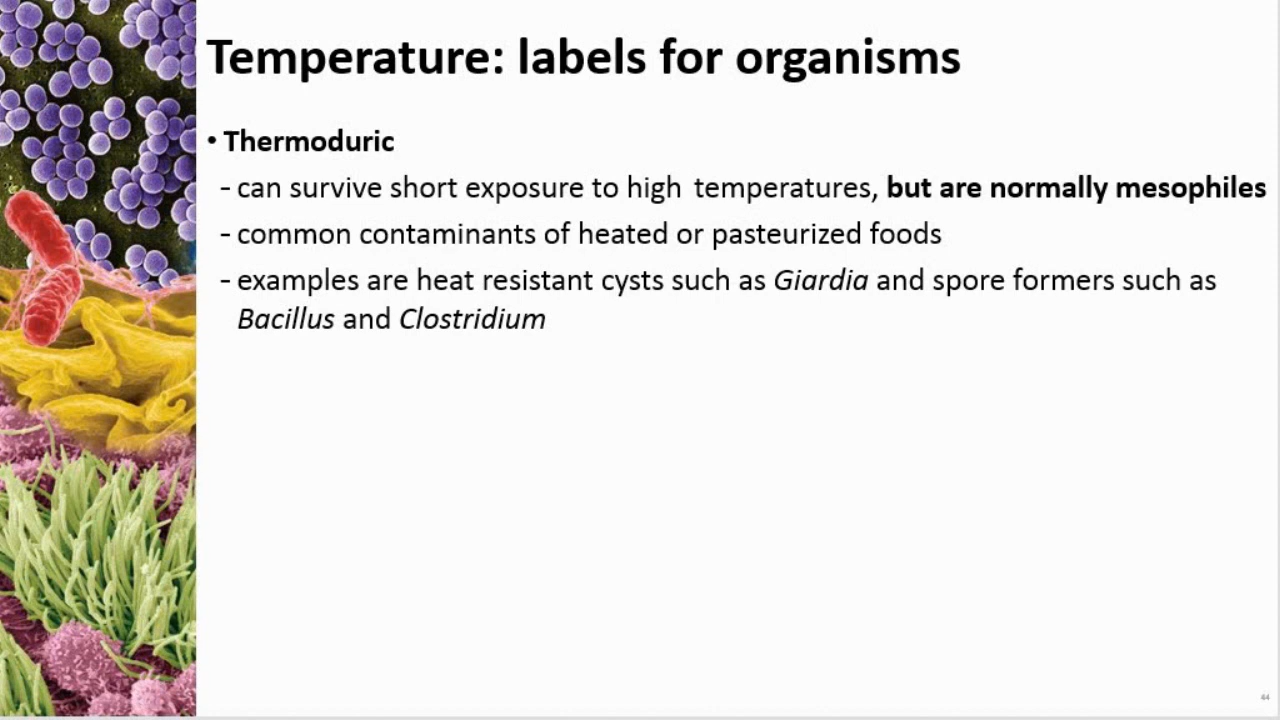 Temperature: labels for organisms
• Thermoduric
- can survive short exposure to high temperatures, but are normally mesophiles
- common contaminants of heated or pasteurized foods
- examples are heat resistant cysts such as Giardia and spore formers such as
Bacillus and Clostridium
44